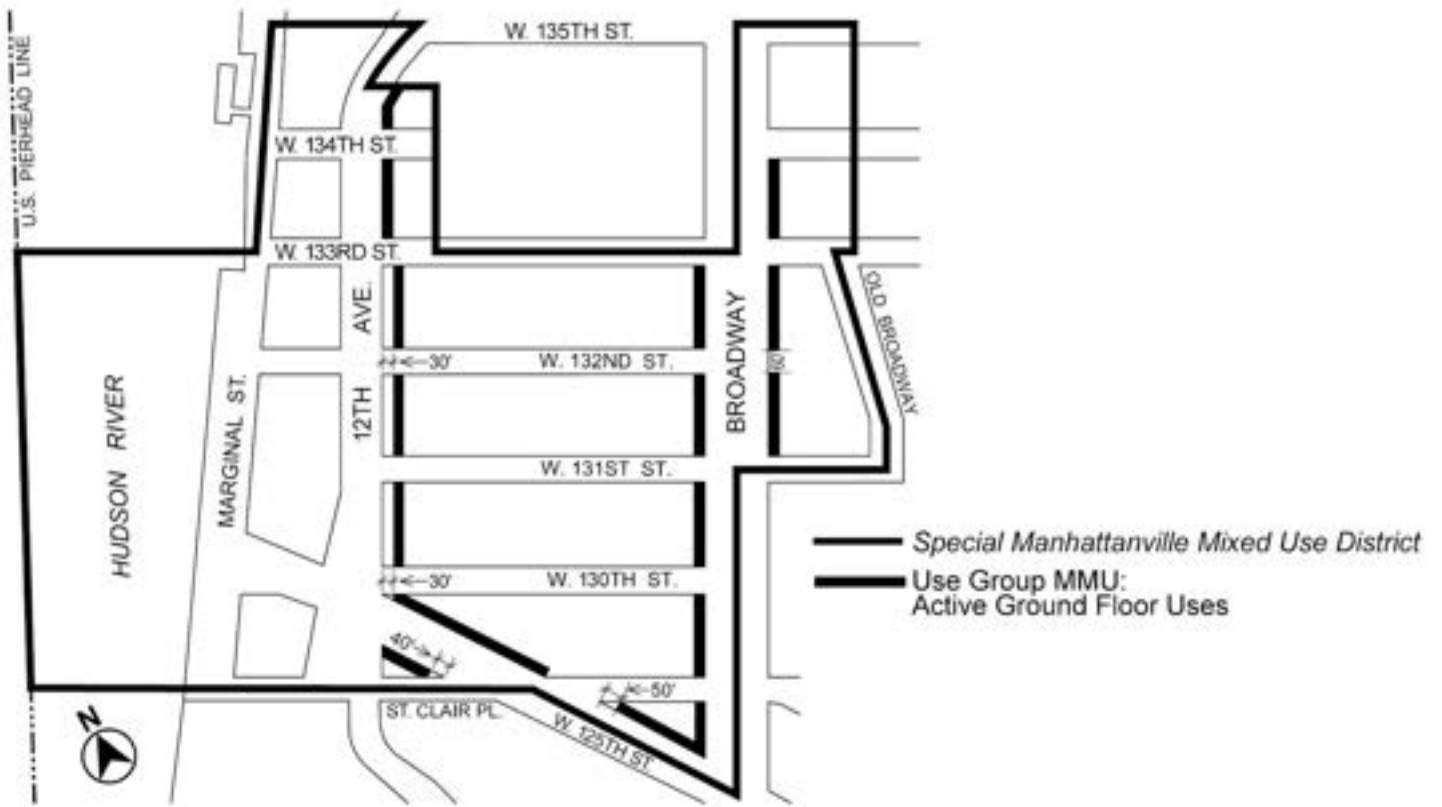 W. 135TH ST.
U.S. PIERHEAD LINE
W. 134TH ST.
W. 133RD ST.
OLD BROADWAY
AVE.
BROADWAY
30'
W. 132ND ST.
60'
HUDSON RIVER
MARGINAL ST.
12TH
W. 131ST ST.
Special Manhattanville Mixed Use District
30'
W. 130TH ST.
Use Group MMU:
Active Ground Floor Uses
40'
50'
ST. CLAIR PL.
W. 125TH ST.
N